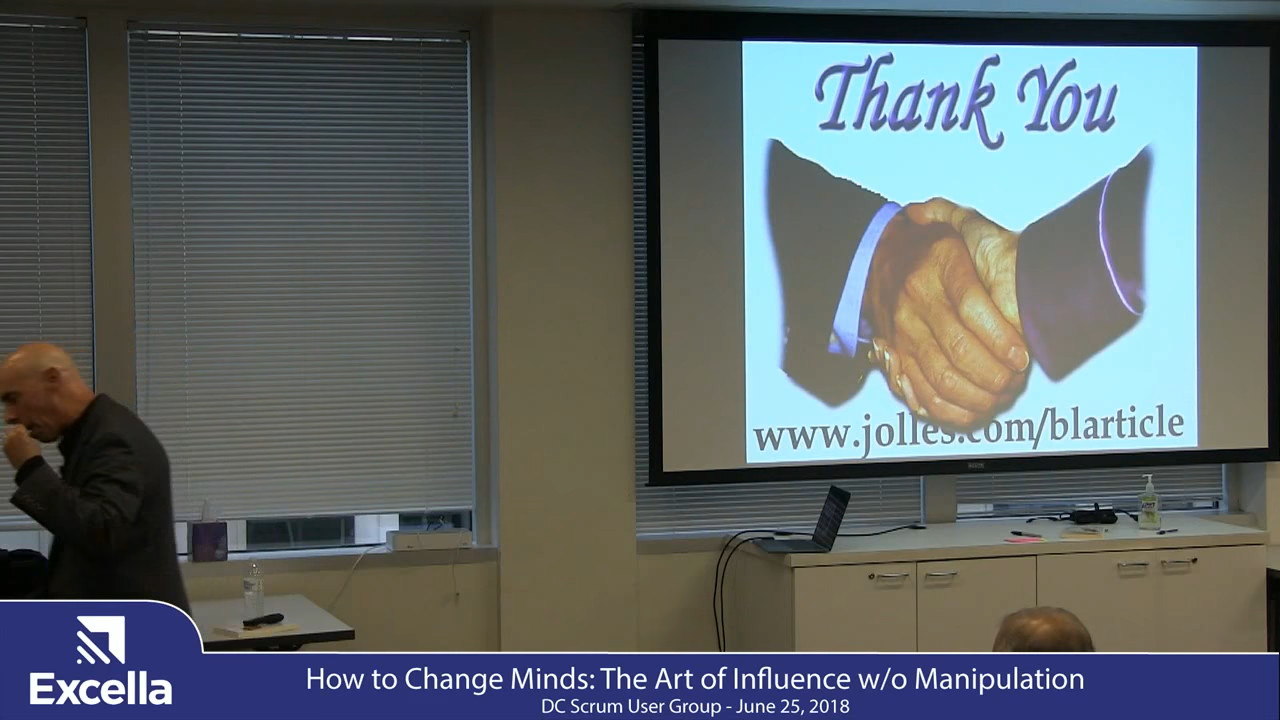 Thank You
www.jolles.com/blarticle
Excella
How to Change Minds: The Art of Influence w/o Manipulation
DC Scrum User Group - June 25, 2018